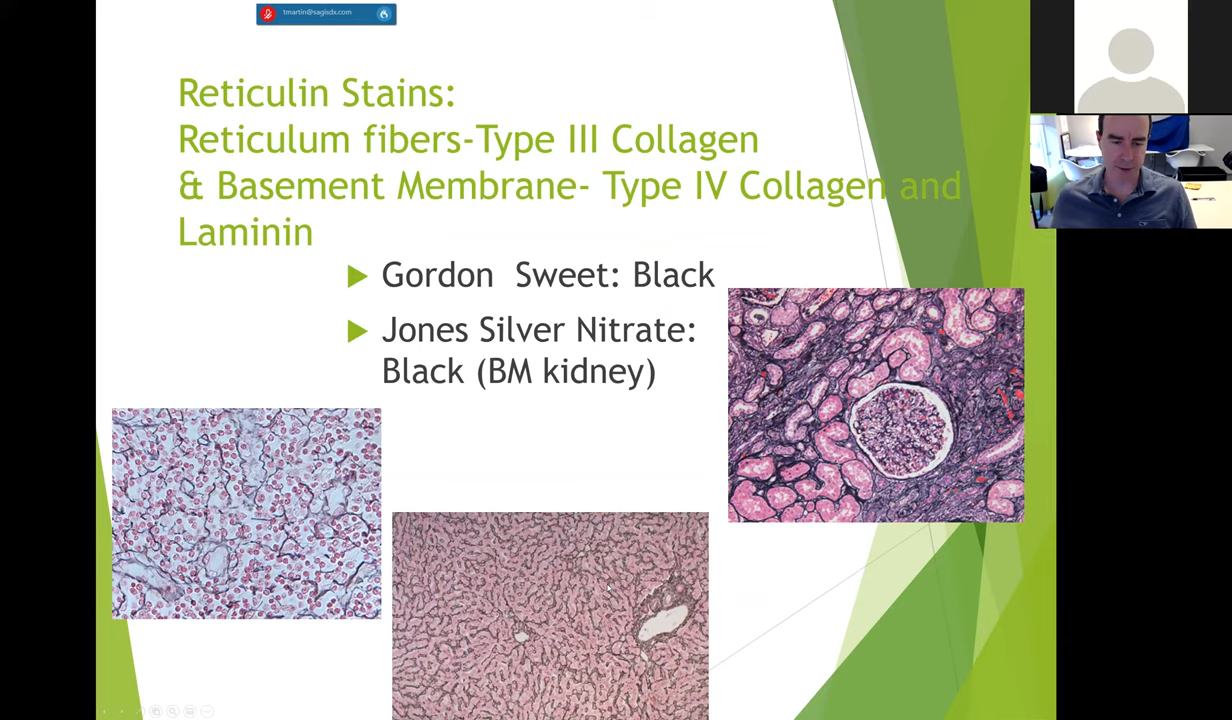 tmartin@sagisdx.com
Reticulin Stains:
Reticulum fibers-Type III Collagen
& Basement Membrane- Type IV Collagen and
Laminin
Gordon Sweet: Black
Jones Silver Nitrate:
Black (BM kidney)